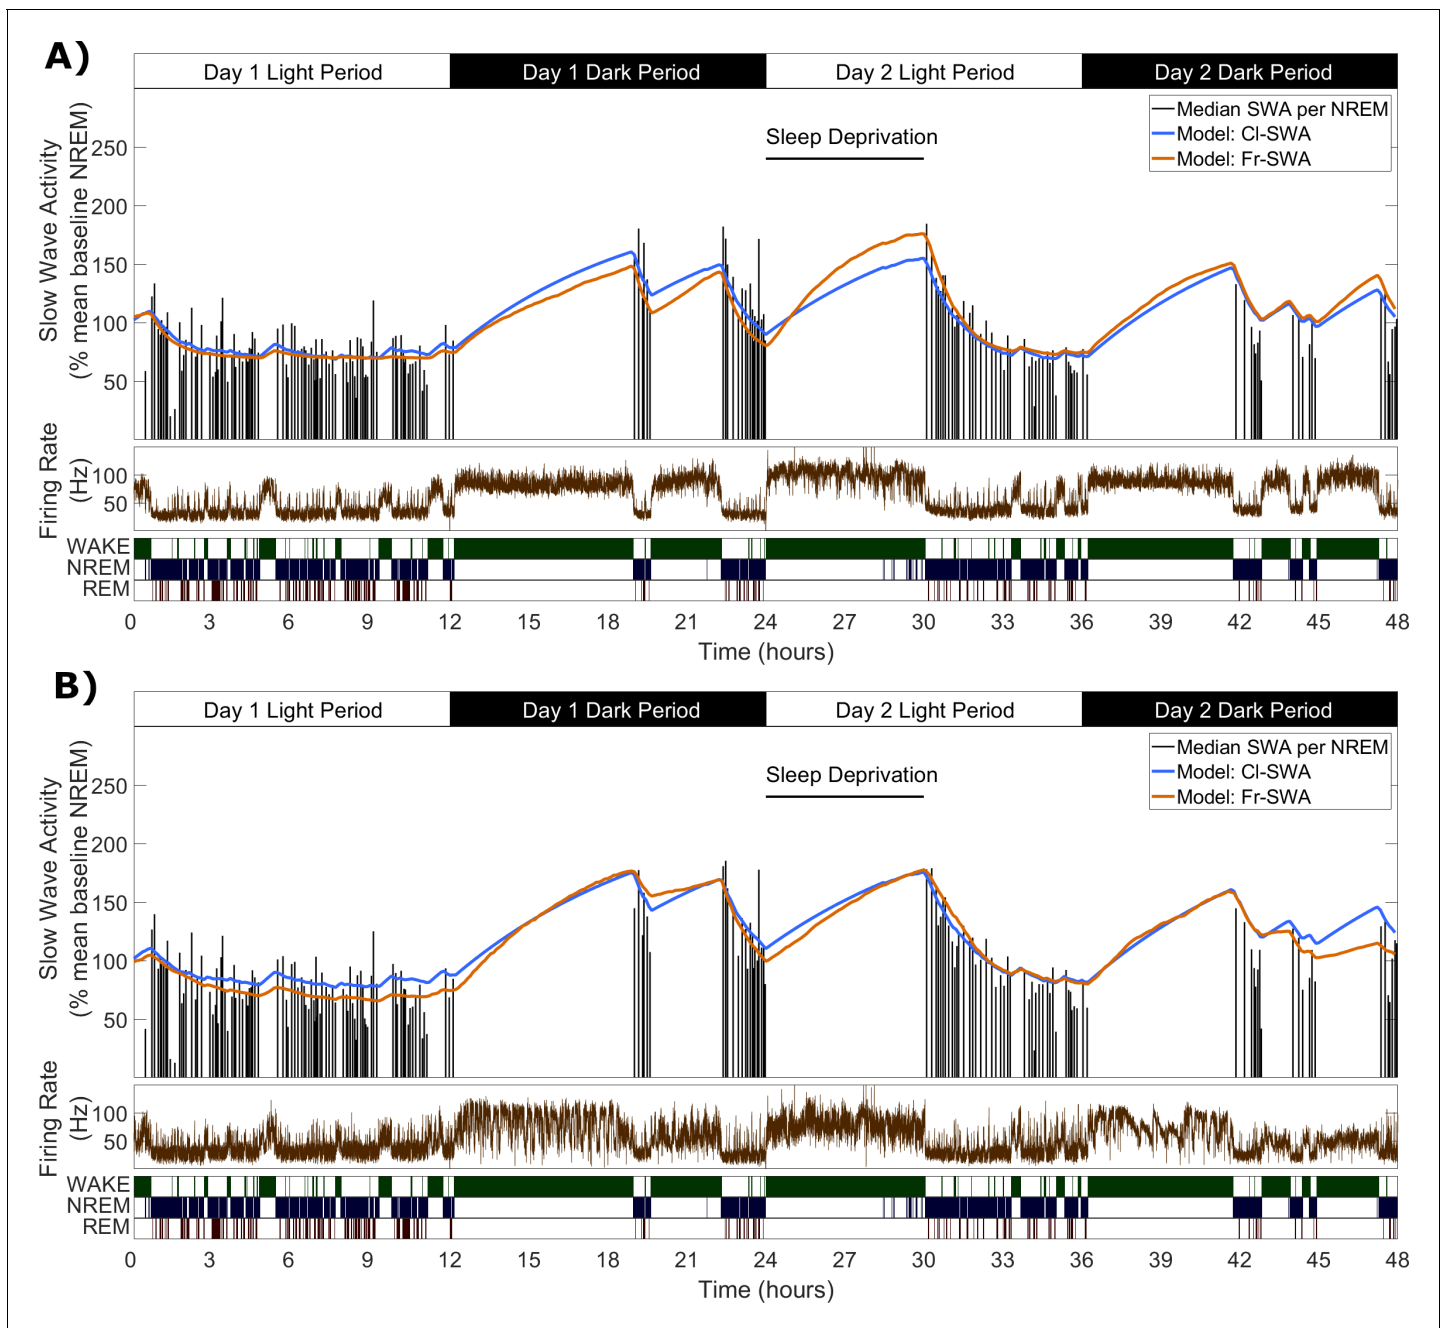 A)
Day 1 Light Period Day 1 Dark Period Day 2 Light Period Day 2 Dark Period
Slow Wave Activity
(% mean baseline NREM)
250
200
150
100
50
Sleep Deprivation
Median SWA per NREM
Model: Cl-SWA
Model: Fr-SWA
Firing Rate
(Hz)
100
50
WAKE
NREM
REM
0 3 6 9 12 15 18 21 24 27 30 33 36 39 42 45 48
Time (hours)
B)
Day 1 Light Period Day 1 Dark Period Day 2 Light Period Day 2 Dark Period
Slow Wave Activity
(% mean baseline NREM)
250
200
150
100
50
Sleep Deprivation
Median SWA per NREM
Model: Cl-SWA
Model: Fr-SWA
Firing Rate
(Hz)
100
50
WAKE
NREM
REM
0 3 6 9 12 15 18 21 24 27 30 33 36 39 42 45 48
Time (hours)